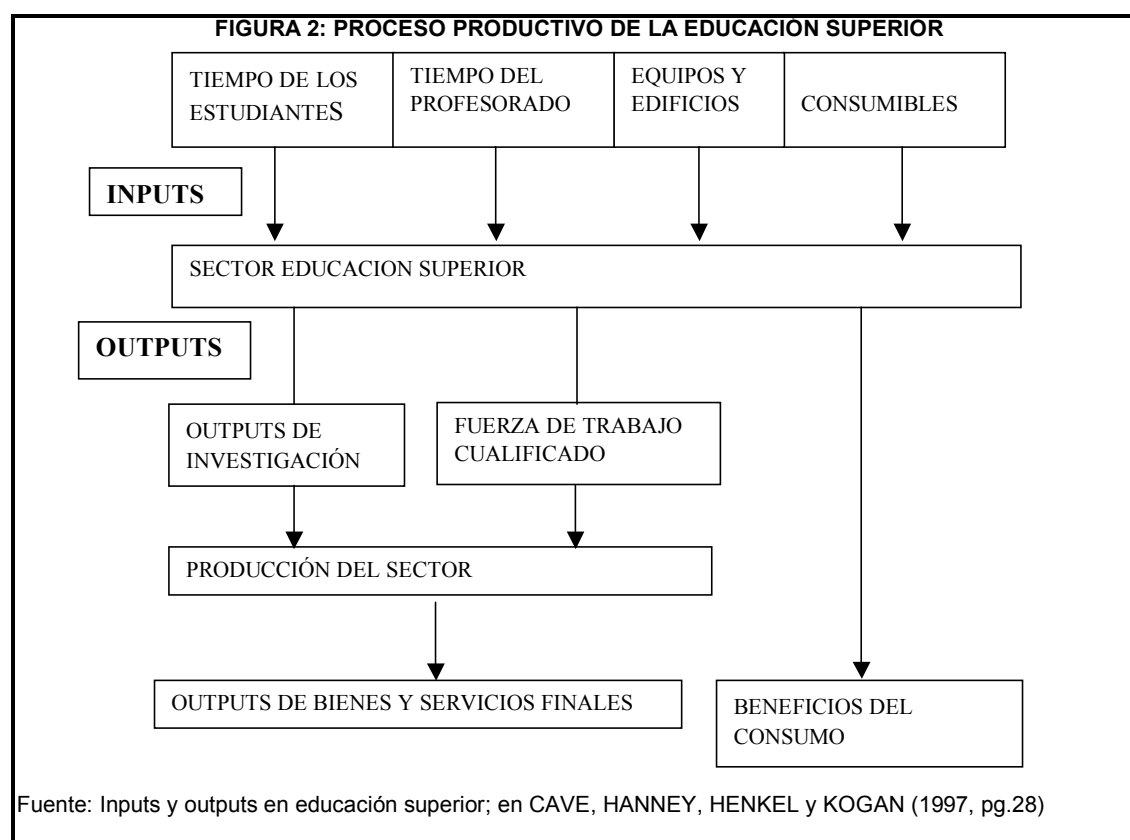 FIGURA 2: PROCESO PRODUCTIVO DE LA EDUCACIÓN SUPERIOR
TIEMPO DE LOS
ESTUDIANTES
TIEMPO DEL
PROFESORADO
EQUIPOS Y
EDIFICIOS
CONSUMIBLES
INPUTS
SECTOR EDUCACION SUPERIOR
OUTPUTS
OUTPUTS DE
INVESTIGACIÓN
FUERZA DE TRABAJO
CUALIFICADO
PRODUCCIÓN DEL SECTOR
OUTPUTS DE BIENES Y SERVICIOS FINALES
BENEFICIOS DEL
CONSUMO
Fuente: Inputs y outputs en educación superior; en CAVE, HANNEY, HENKEL y KOGAN (1997, pg.28)